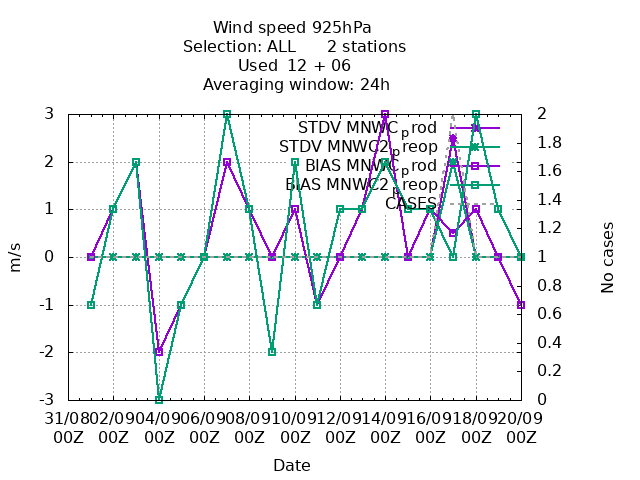 Wind speed 925hPa
Selection: ALL 2 stations
Used 12 + 06
Averaging window: 24h
STDV MNWC_prod
STDV MNWC2_preop
BIAS MNWC_prod
BIAS MNWC2_preop
CASES
3
2
1
0
-1
-2
-3
m/s
2
1.8
1.6
1.4
1.2
1
0.8
0.6
0.4
0.2
0
No cases
31/08 02/09 04/09 06/09 08/09 10/09 12/09 14/09 16/09 18/09 20/09
00Z 00Z 00Z 00Z 00Z 00Z 00Z 00Z 00Z 00Z 00Z
Date